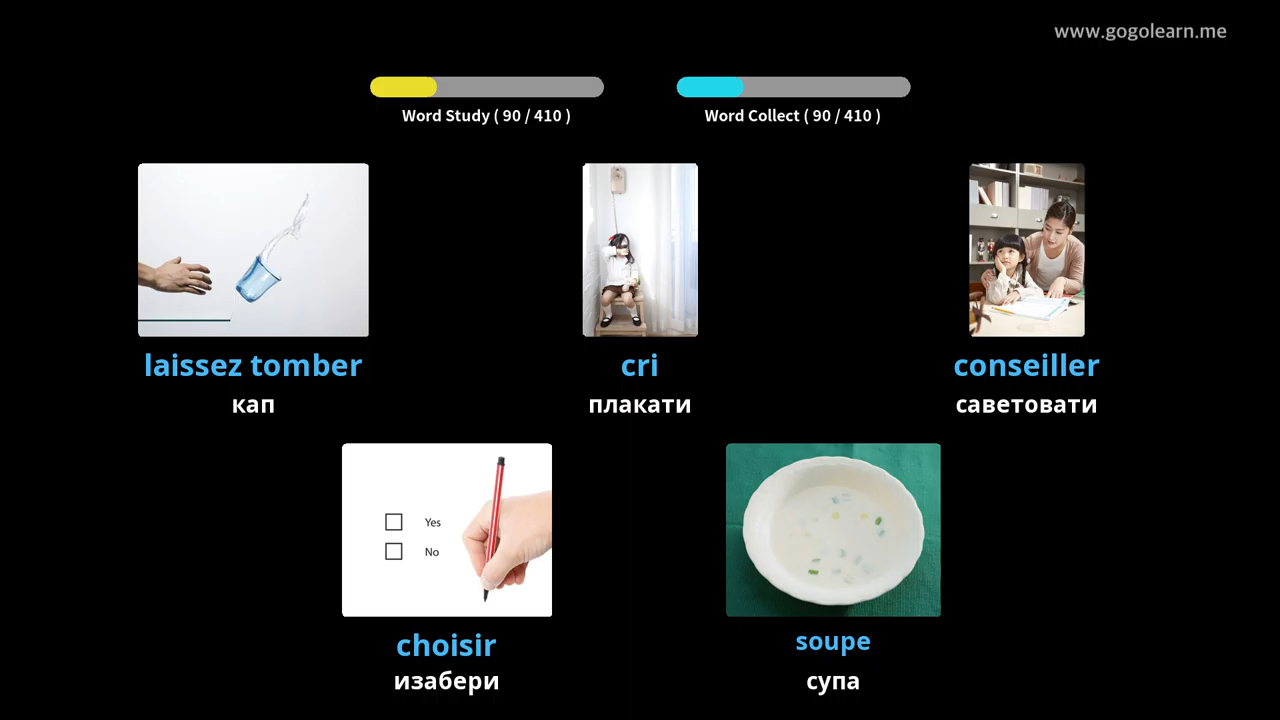 www.gogolearn.me
Word Study ( 90 / 410 )
Word Collect ( 90 / 410 )
laissez tomber
кап
cri
плакати
conseiller
саветовати
Yes
No
choisir
изабери
soupe
супа